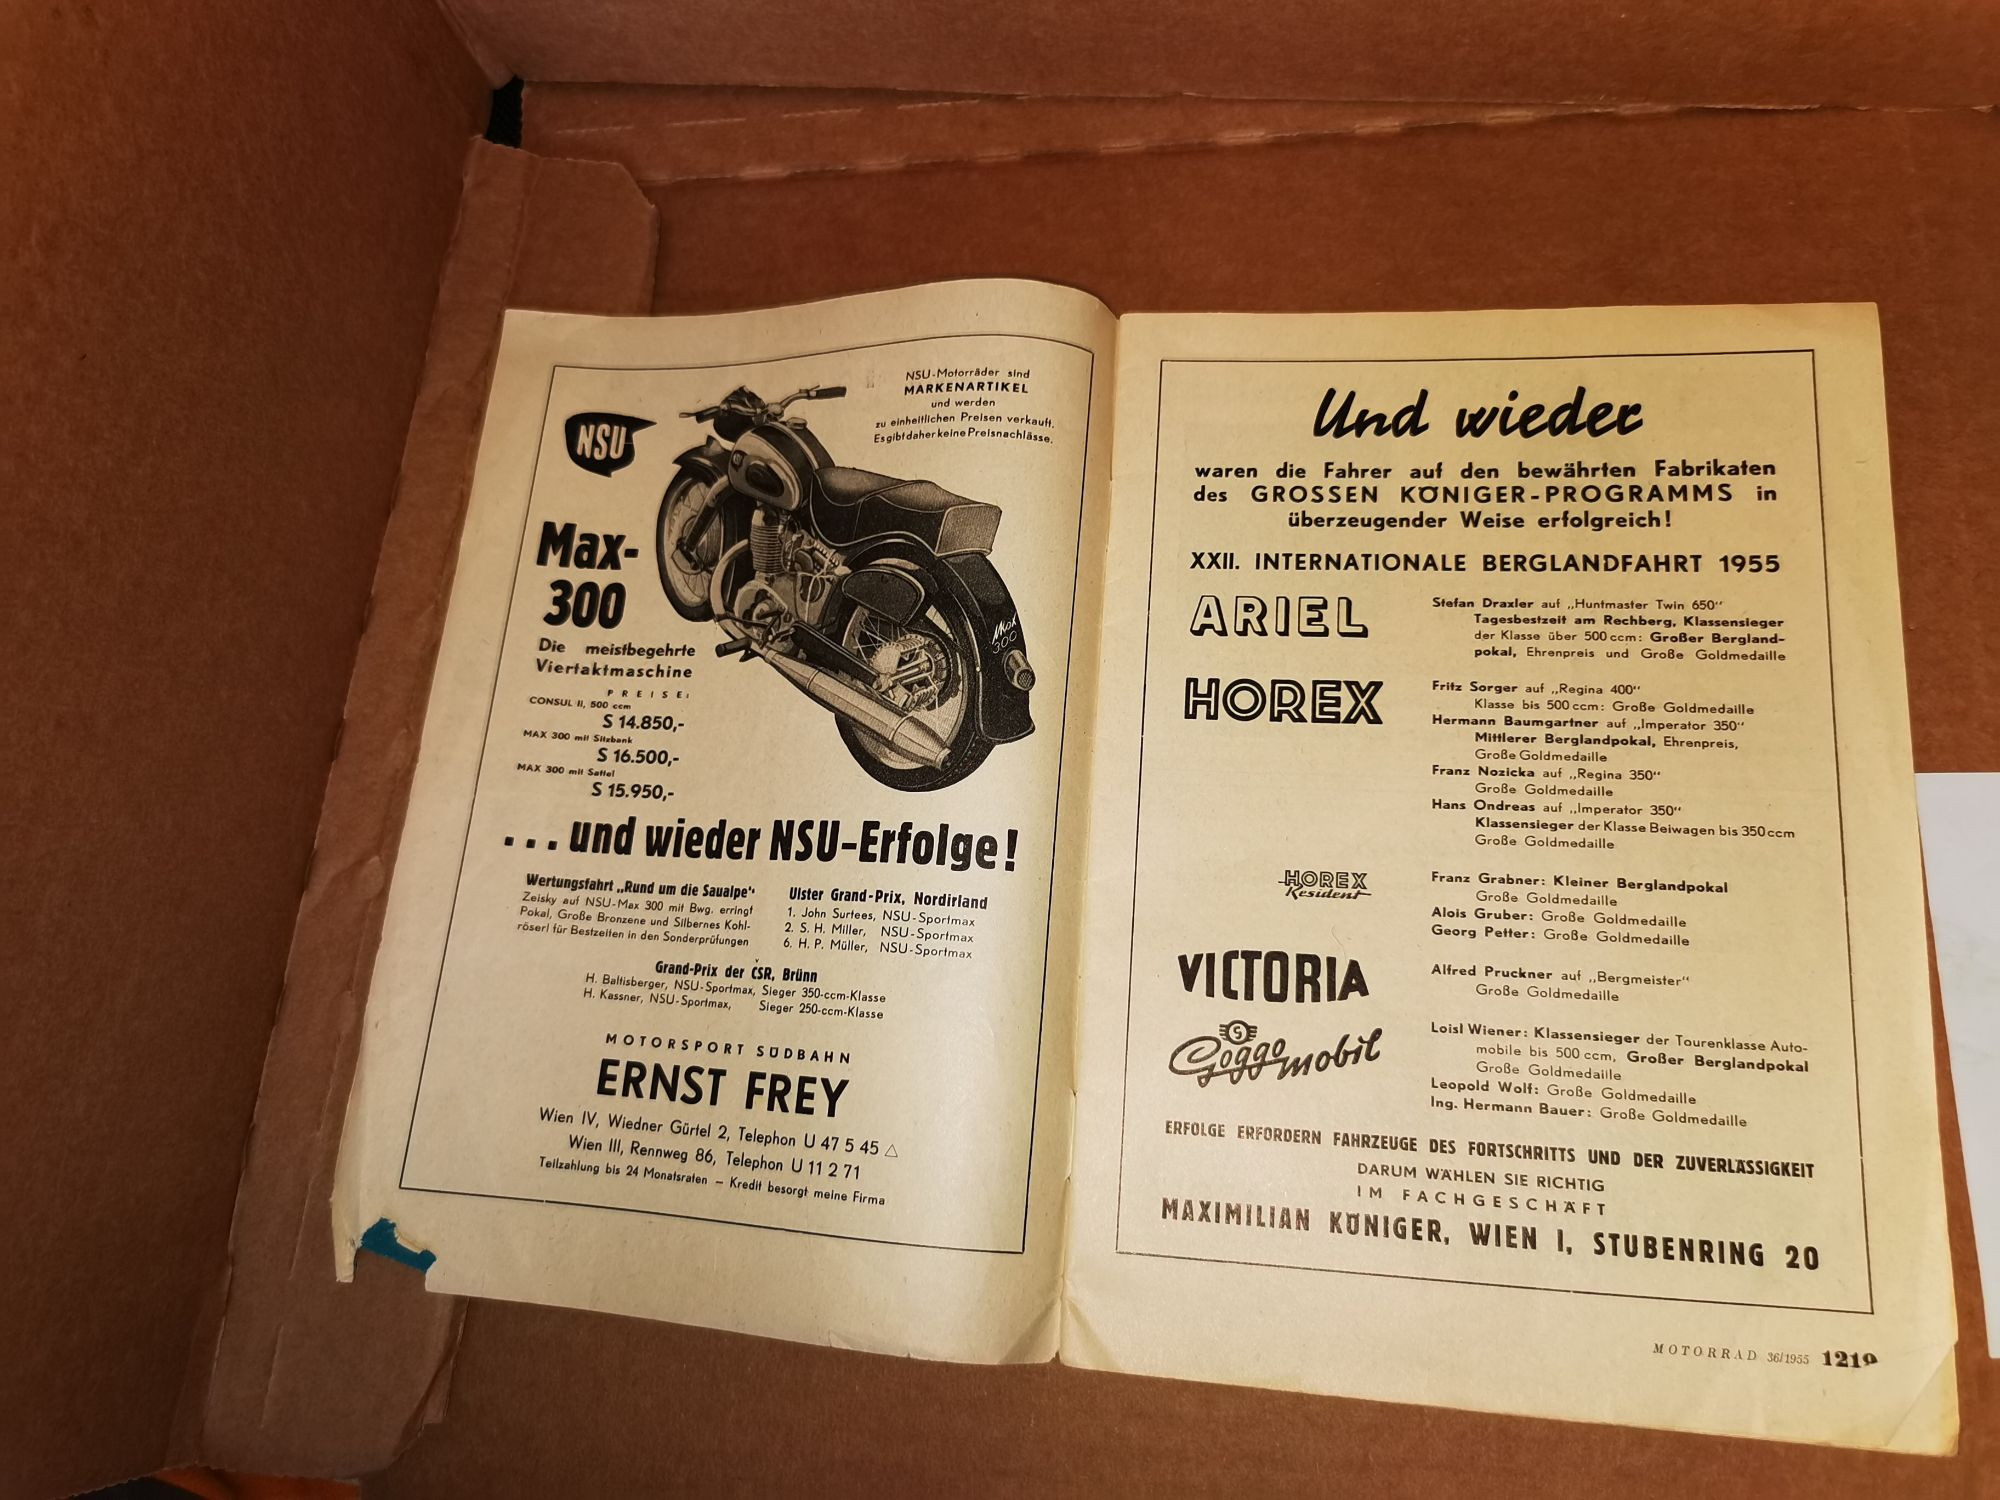 NSU
NSU-Motorräder sind
MARKENARTIKEL
und werden
zu einheitlichen Preisen verkauft.
Es gibt daher keine Preisnachlässe.
Max-
300
Die meistbegehrte
Viertaktmaschine
PREISE:
CONSUL II, 500 ccm
S 14.850,-
MAX 300 mit Sitzbank
S 16.500,-
MAX 300 mit Sattel
S 15.950,-
Max
300
... und wieder NSU-Erfolge!
Wertungsfahrt „Rund um die Saualpe"
Zeisky auf NSU-Max 300 mit Bwg. erringt
Pokal, Große Bronzene und Silbernes Kohl-
röserl für Bestzeiten in den Sonderprüfungen
Ulster Grand-Prix, Nordirland
1. John Surtees, NSU-Sportmax
2. S. H. Miller, NSU-Sportmax
6. H. P. Müller, NSU-Sportmax
Grand-Prix der ČSR, Brünn
H. Baltisberger, NSU-Sportmax, Sieger 350-ccm-Klasse
H. Kassner, NSU-Sportmax, Sieger 250-ccm-Klasse
MOTORSPORT SÜDBAHN
ERNST FREY
Wien IV, Wiedner Gürtel 2, Telephon U 47 5 45 △
Wien III, Rennweg 86, Telephon U 11 2 71
Teilzahlung bis 24 Monatsraten — Kredit besorgt meine Firma
Und wieder
waren die Fahrer auf den bewährten Fabrikaten
des GROSSEN KÖNIGER-PROGRAMMS in
überzeugender Weise erfolgreich!
XXII. INTERNATIONALE BERGLANDFAHRT 1955
ARIEL
Stefan Draxler auf „Huntmaster Twin 650"
Tagesbestzeit am Rechberg, Klassensieger
der Klasse über 500 ccm: Großer Bergland-
pokal, Ehrenpreis und Große Goldmedaille
HOREX
Fritz Sorger auf „Regina 400"
Klasse bis 500 ccm: Große Goldmedaille
Hermann Baumgartner auf „Imperator 350"
Mittlerer Berglandpokal, Ehrenpreis,
Große Goldmedaille
Franz Nozicka auf „Regina 350"
Große Goldmedaille
Hans Ondreas auf „Imperator 350"
Klassensieger der Klasse Beiwagen bis 350 ccm
Große Goldmedaille
HOREX
Resident
Franz Grabner: Kleiner Berglandpokal
Große Goldmedaille
Alois Gruber: Große Goldmedaille
Georg Petter: Große Goldmedaille
VICTORIA
Alfred Pruckner auf „Bergmeister"
Große Goldmedaille
G
Goggomobil
Loisl Wiener: Klassensieger der Tourenklasse Auto-
mobile bis 500 ccm, Großer Berglandpokal
Große Goldmedaille
Leopold Wolf: Große Goldmedaille
Ing. Hermann Bauer: Große Goldmedaille
ERFOLGE ERFORDERN FAHRZEUGE DES FORTSCHRITTS UND DER ZUVERLÄSSIGKEIT
DARUM WÄHLEN SIE RICHTIG
IM FACHGESCHÄFT
MAXIMILIAN KÖNIGER, WIEN I, STUBENRING 20
MOTORRAD 36/1955 1219